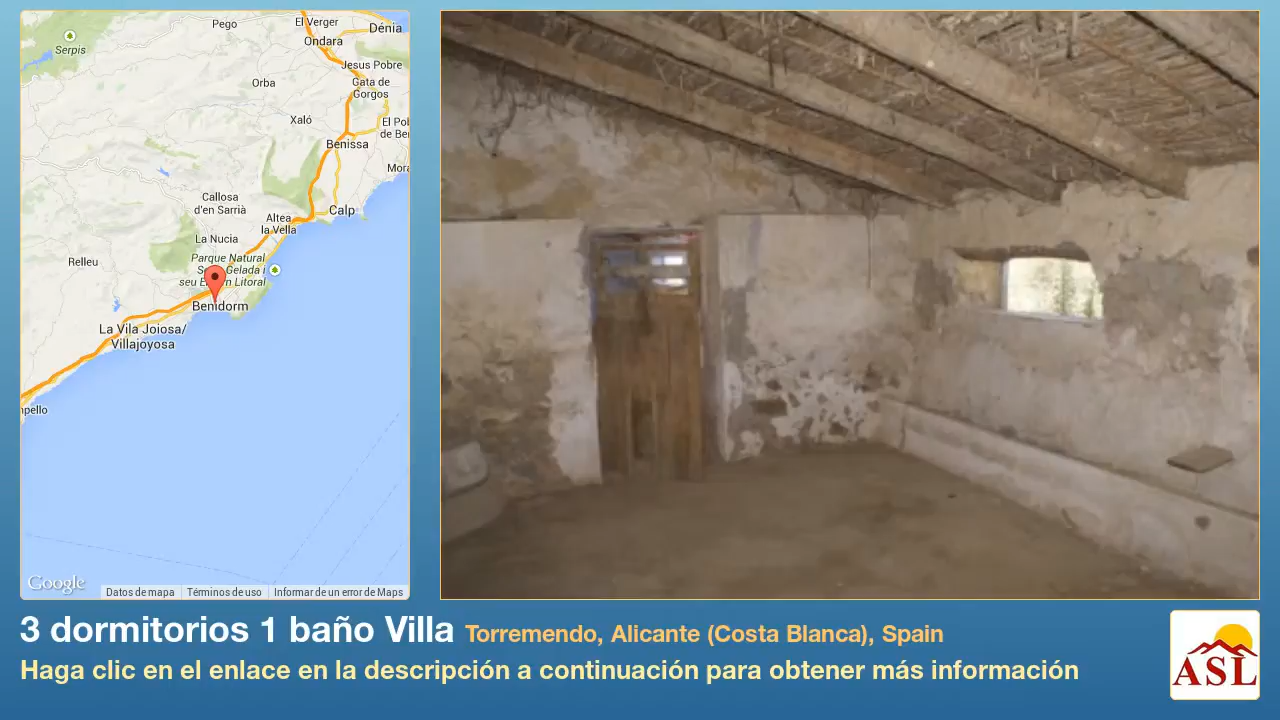 Pego
El Verger
Dénia
Ondara
Serpis
Jesus Pobre
Orba
Gata de
Gorgos
Xaló
El Pob
de Ben
Benissa
Mora
Callosa
d'en Sarrià
Altea
la Vella
Calp
La Nucia
Relleu
Parque Natural
Gelada i
seu
Litoral
Benidorm
La Vila Joiosa/
Villajoyosa
npello
Google
Datos de mapa
Términos de uso
Informar de un error de Maps
3 dormitorios 1 baño Villa Torremendo, Alicante (Costa Blanca), Spain
Haga clic en el enlace en la descripción a continuación para obtener más información
ASL